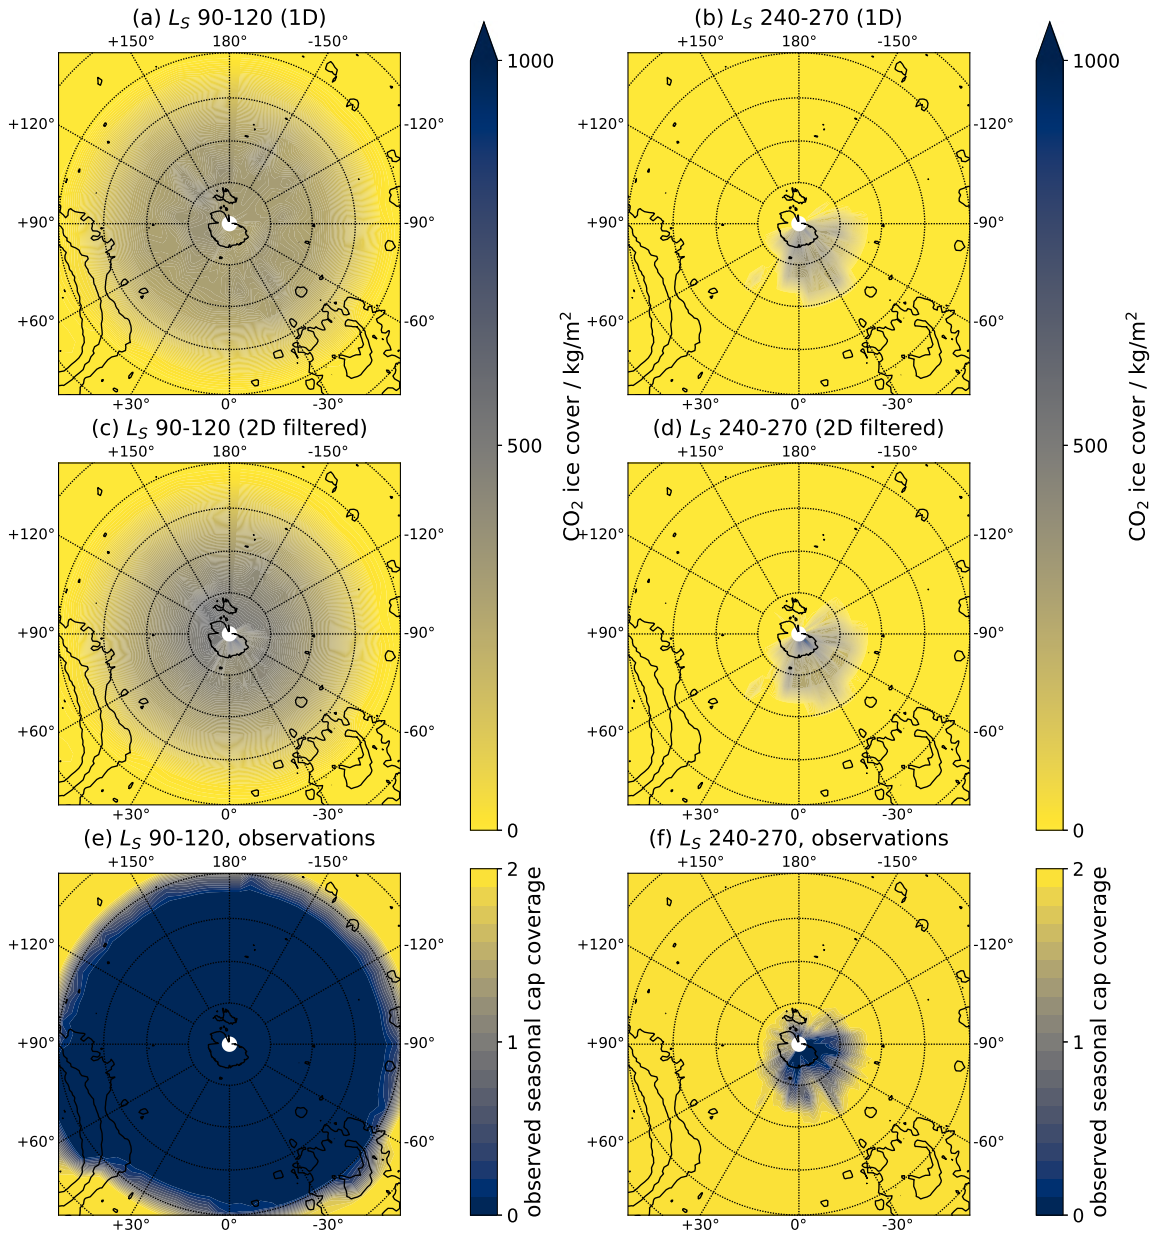 (a) L_S 90-120 (1D)
+150° 180° -150°
+120° -120°
+90° -90°
+60° -60°
+30° 0° -30°
(b) L_S 240-270 (1D)
+150° 180° -150°
+120° -120°
+90° -90°
+60° -60°
+30° 0° -30°
(c) L_S 90-120 (2D filtered)
+150° 180° -150°
+120° -120°
+90° -90°
+60° -60°
+30° 0° -30°
(d) L_S 240-270 (2D filtered)
+150° 180° -150°
+120° -120°
+90° -90°
+60° -60°
+30° 0° -30°
1000
500
0
CO₂ ice cover / kg/m²
1000
500
0
CO₂ ice cover / kg/m²
(e) L_S 90-120, observations
+150° 180° -150°
+120° -120°
+90° -90°
+60° -60°
+30° 0° -30°
2
1
0
observed seasonal cap coverage
(f) L_S 240-270, observations
+150° 180° -150°
+120° -120°
+90° -90°
+60° -60°
+30° 0° -30°
2
1
0
observed seasonal cap coverage